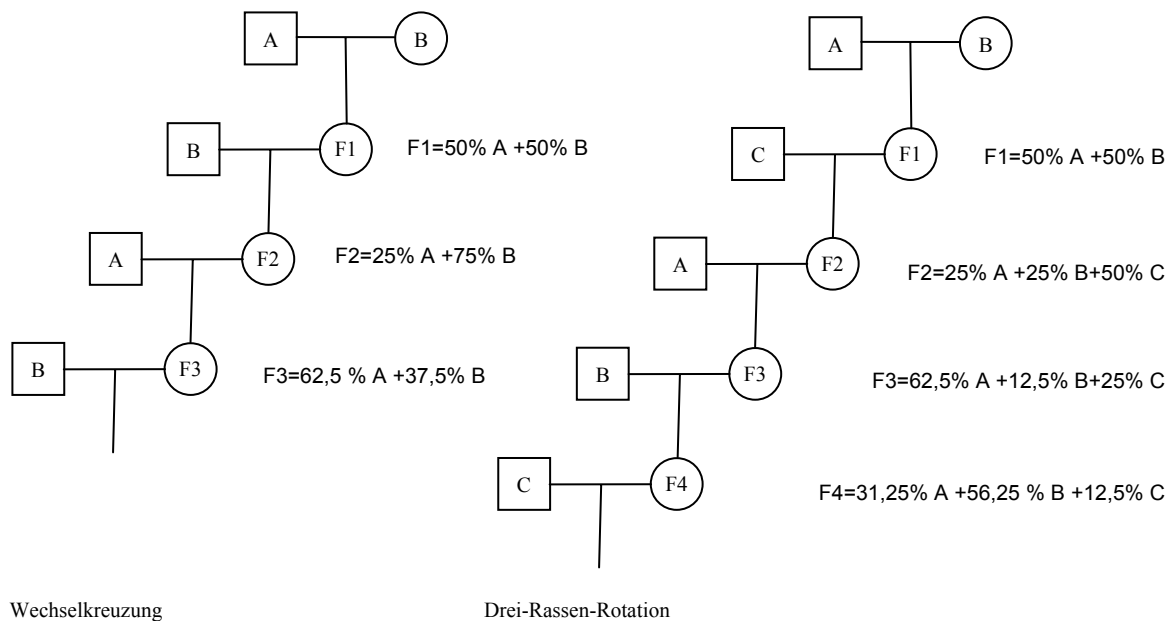 A B
B F1 F1=50% A +50% B
A F2 F2=25% A +75% B
B F3 F3=62,5 % A +37,5% B
Wechselkreuzung
A B
C F1 F1=50% A +50% B
A F2 F2=25% A +25% B+50% C
B F3 F3=62,5% A +12,5% B+25% C
C F4 F4=31,25% A +56,25 % B +12,5% C
Drei-Rassen-Rotation